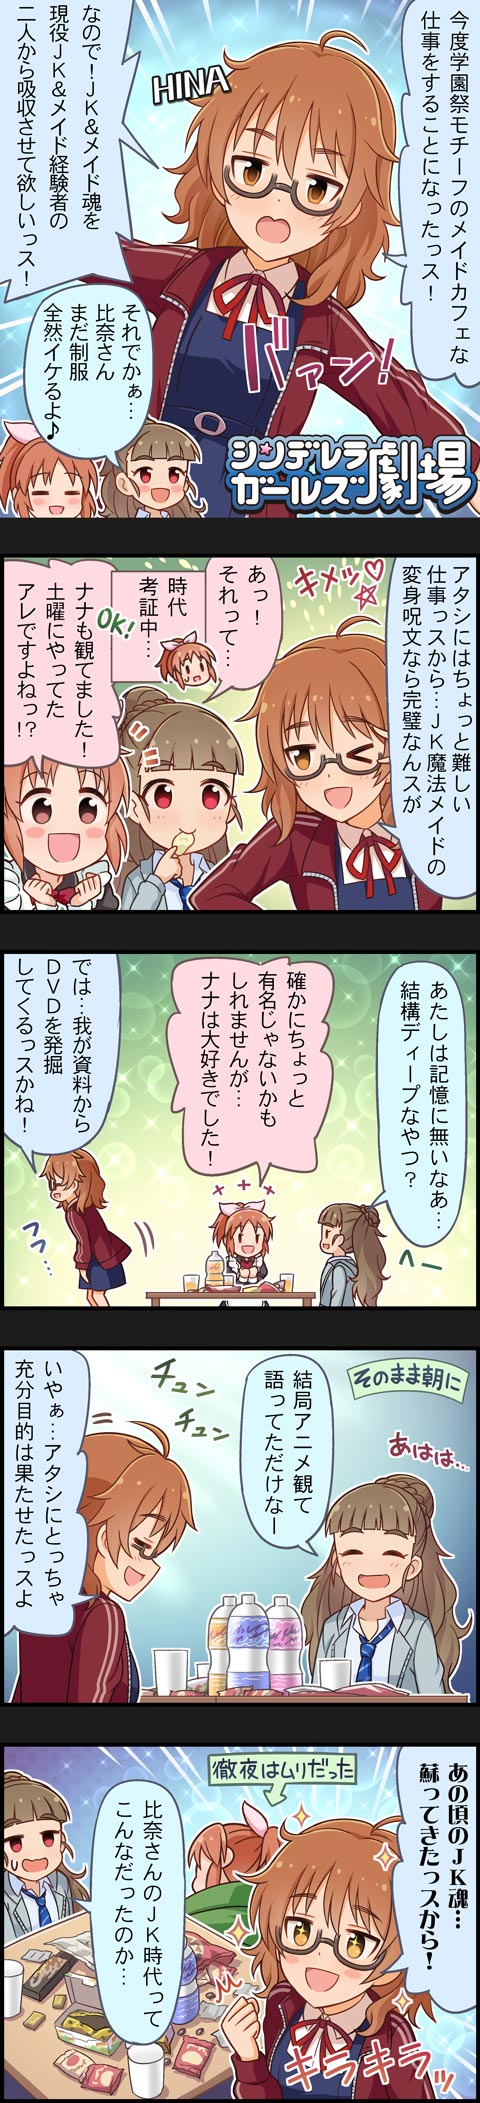 今度学園祭モチーフのメイドカフェな
仕事をすることになったっス！
HINA
なので！ＪＫ＆メイド魂を
現役ＪＫ＆メイド経験者の
二人から吸収させて欲しいっス！
バァン！
それでかぁ…
比奈さん
まだ制服
全然イケるよ♪
シンデレラ
ガールズ劇場
アタシにはちょっと難しい
仕事っスから…ＪＫ魔法メイドの
変身呪文なら完璧なんスが
キメッ♡☆
あっ！
それって…
時代
考証中…
OK!
ナナも観てました！
土曜にやってた
アレですよねっ!?
あたしは記憶に無いなあ…
結構ディープなやつ？
へー
確かにちょっと
有名じゃないかも
しれませんが…
ナナは大好きでした！
では…我が資料から
ＤＶＤを発掘
してくるっスかね！
フフ…
そのまま朝に
あはは…
結局アニメ観て
語ってただけなー
チュン
チュン
いやぁ…アタシにとっちゃ
充分目的は果たせたっスよ
あの頃のＪＫ魂…
蘇ってきたっスから！
徹夜はムリだった
比奈さんのＪＫ時代って
こんなだったのか…
キラキラッ